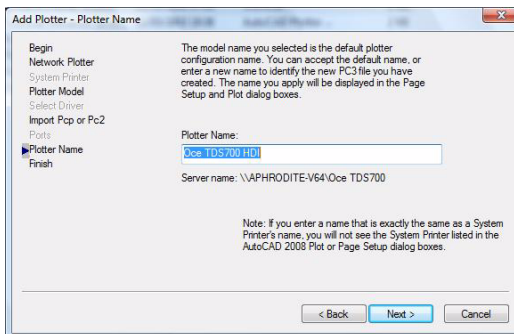 Add Plotter - Plotter Name
Begin
Network Plotter
System Printer
Plotter Model
Select Driver
Import Pcp or Pc2
Ports
Plotter Name
Finish
The model name you selected is the default plotter
configuration name. You can accept the default name, or
enter a new name to identify the new PC3 file you have
created. The name you apply will be displayed in the Page
Setup and Plot dialog boxes.
Plotter Name:
Oce TDS700 HDI
Server name: \\APHRODITE-V64\Oce TDS700
Note: If you enter a name that is exactly the same as a System
Printer's name, you will not see the System Printer listed in the
AutoCAD 2008 Plot or Page Setup dialog boxes.
< Back
Next >
Cancel